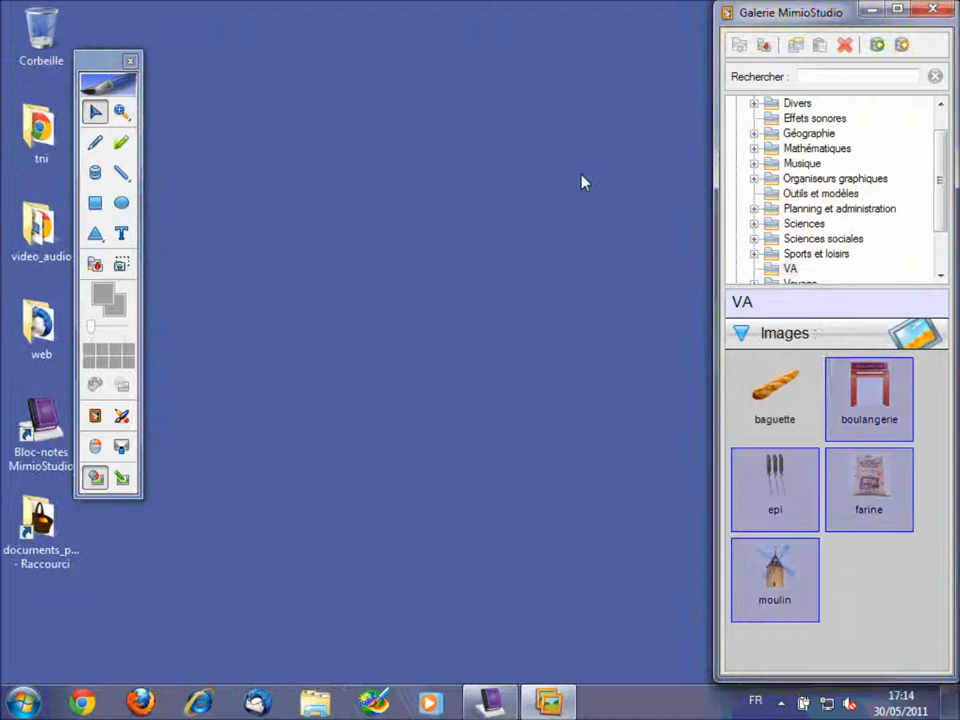 Galerie MimioStudio
Rechercher :
Divers
Effets sonores
Géographie
Mathématiques
Musique
Organiseurs graphiques
Outils et modèles
Planning et administration
Sciences
Sciences sociales
Sports et loisirs
VA
Voyage
VA
Images
baguette
boulangerie
epi
farine
moulin
Corbeille
tni
video_audio
web
Bloc-notes
MimioStudio
documents_p...
- Raccourci
T
FR
17:14
30/05/2011